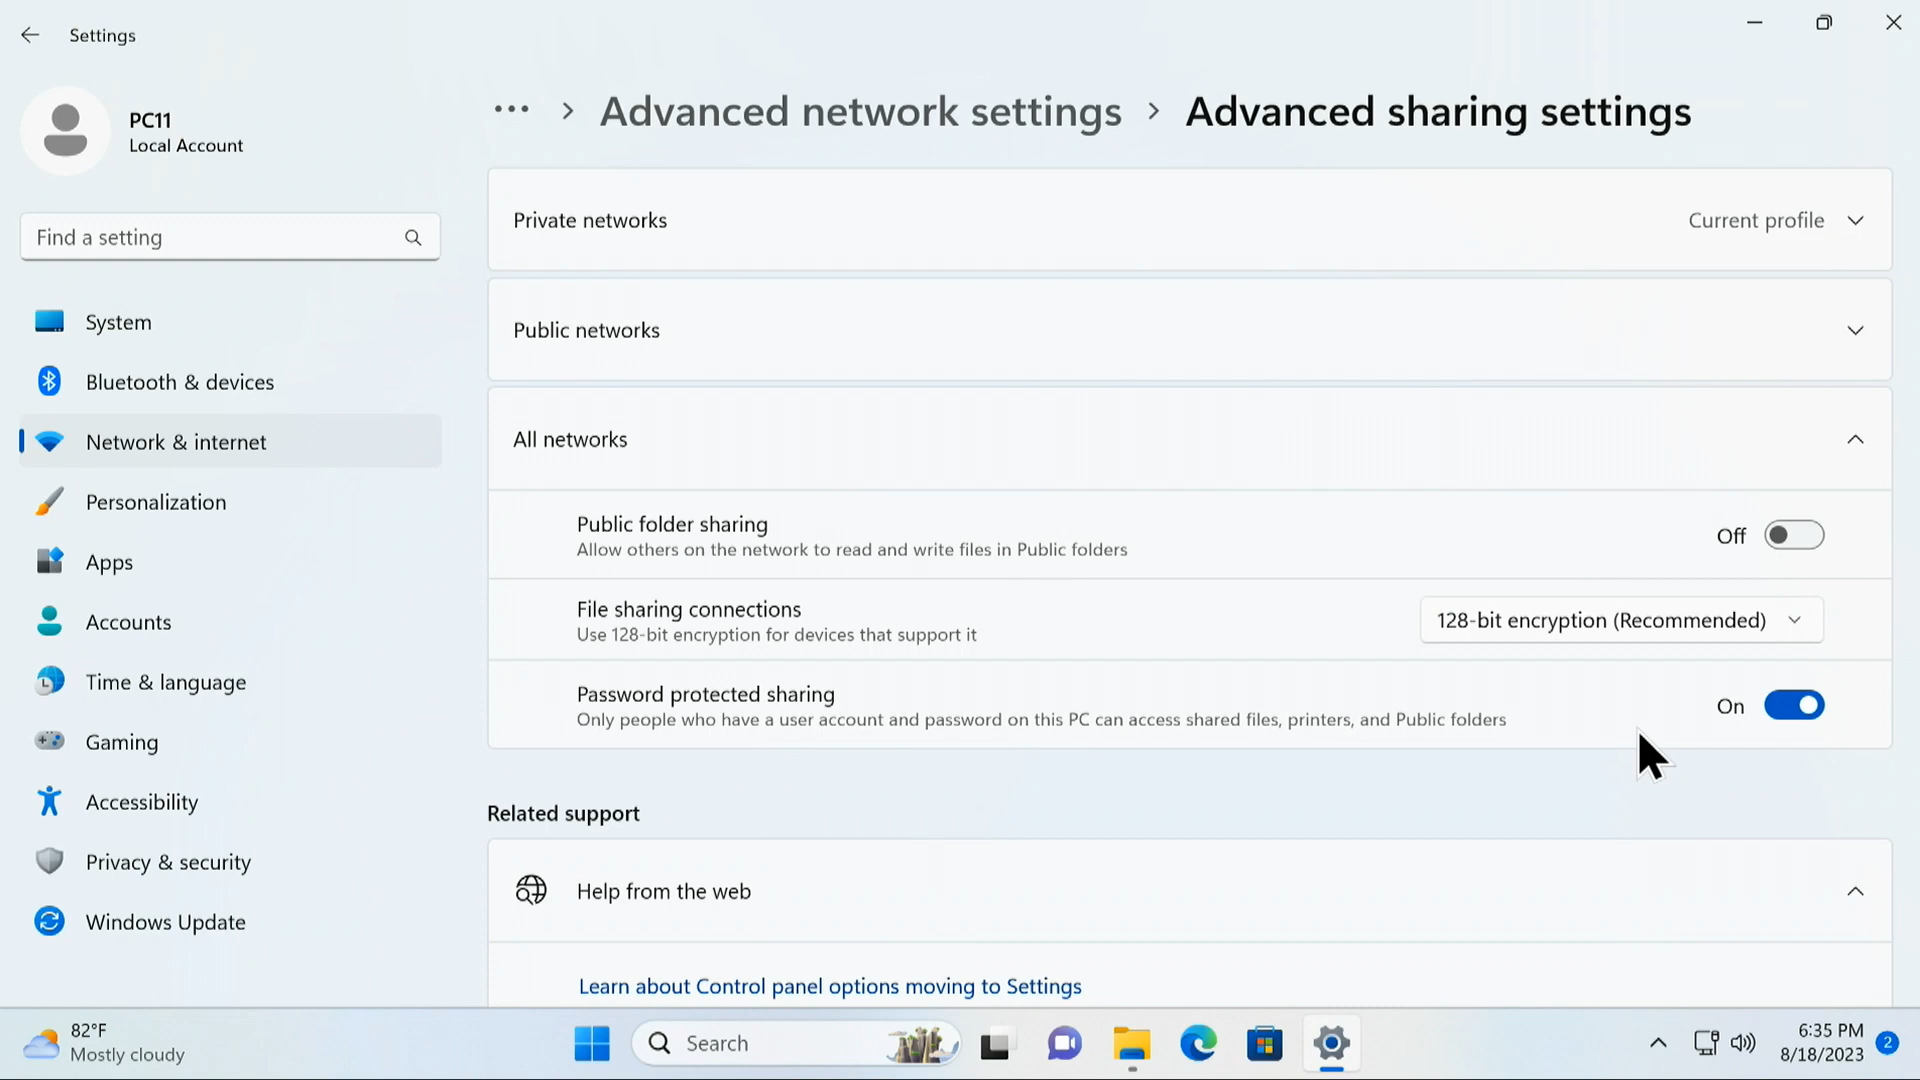 Settings
PC11
Local Account
Find a setting
System
Bluetooth & devices
Network & internet
Personalization
Apps
Accounts
Time & language
Gaming
Accessibility
Privacy & security
Windows Update
... > Advanced network settings > Advanced sharing settings
Private networks Current profile
Public networks
All networks
Public folder sharing
Allow others on the network to read and write files in Public folders
Off
File sharing connections
Use 128-bit encryption for devices that support it
128-bit encryption (Recommended)
Password protected sharing
Only people who have a user account and password on this PC can access shared files, printers, and Public folders
On
Related support
Help from the web
Learn about Control panel options moving to Settings
82°F
Mostly cloudy
Search
6:35 PM
8/18/2023
2